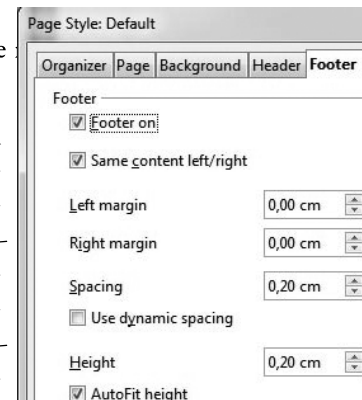 Page Style: Default
Organizer Page Background Header Footer
Footer
Footer on
Same content left/right
Left margin 0,00 cm
Right margin 0,00 cm
Spacing 0,20 cm
Use dynamic spacing
Height 0,20 cm
AutoFit height